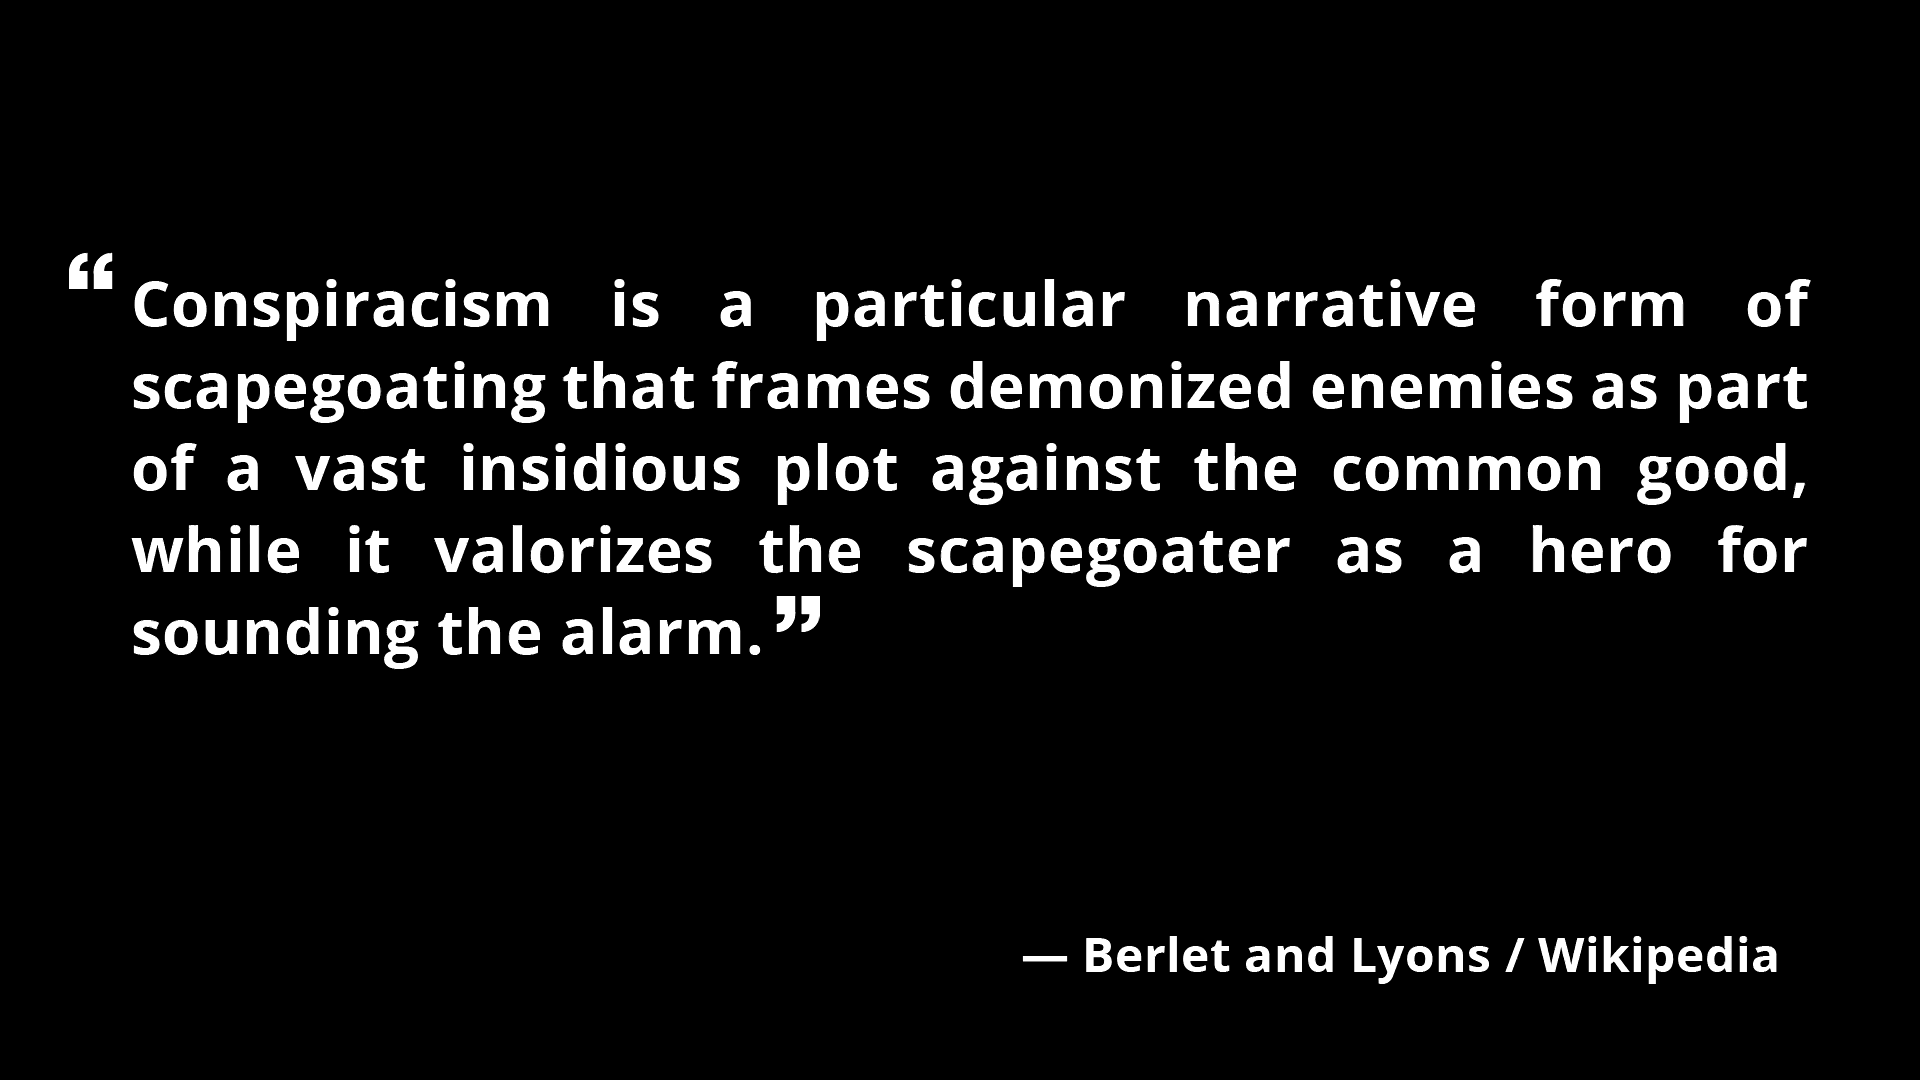 “Conspiracism is a particular narrative form of
scapegoating that frames demonized enemies as part
of a vast insidious plot against the common good,
while it valorizes the scapegoater as a hero for
sounding the alarm.”
— Berlet and Lyons / Wikipedia